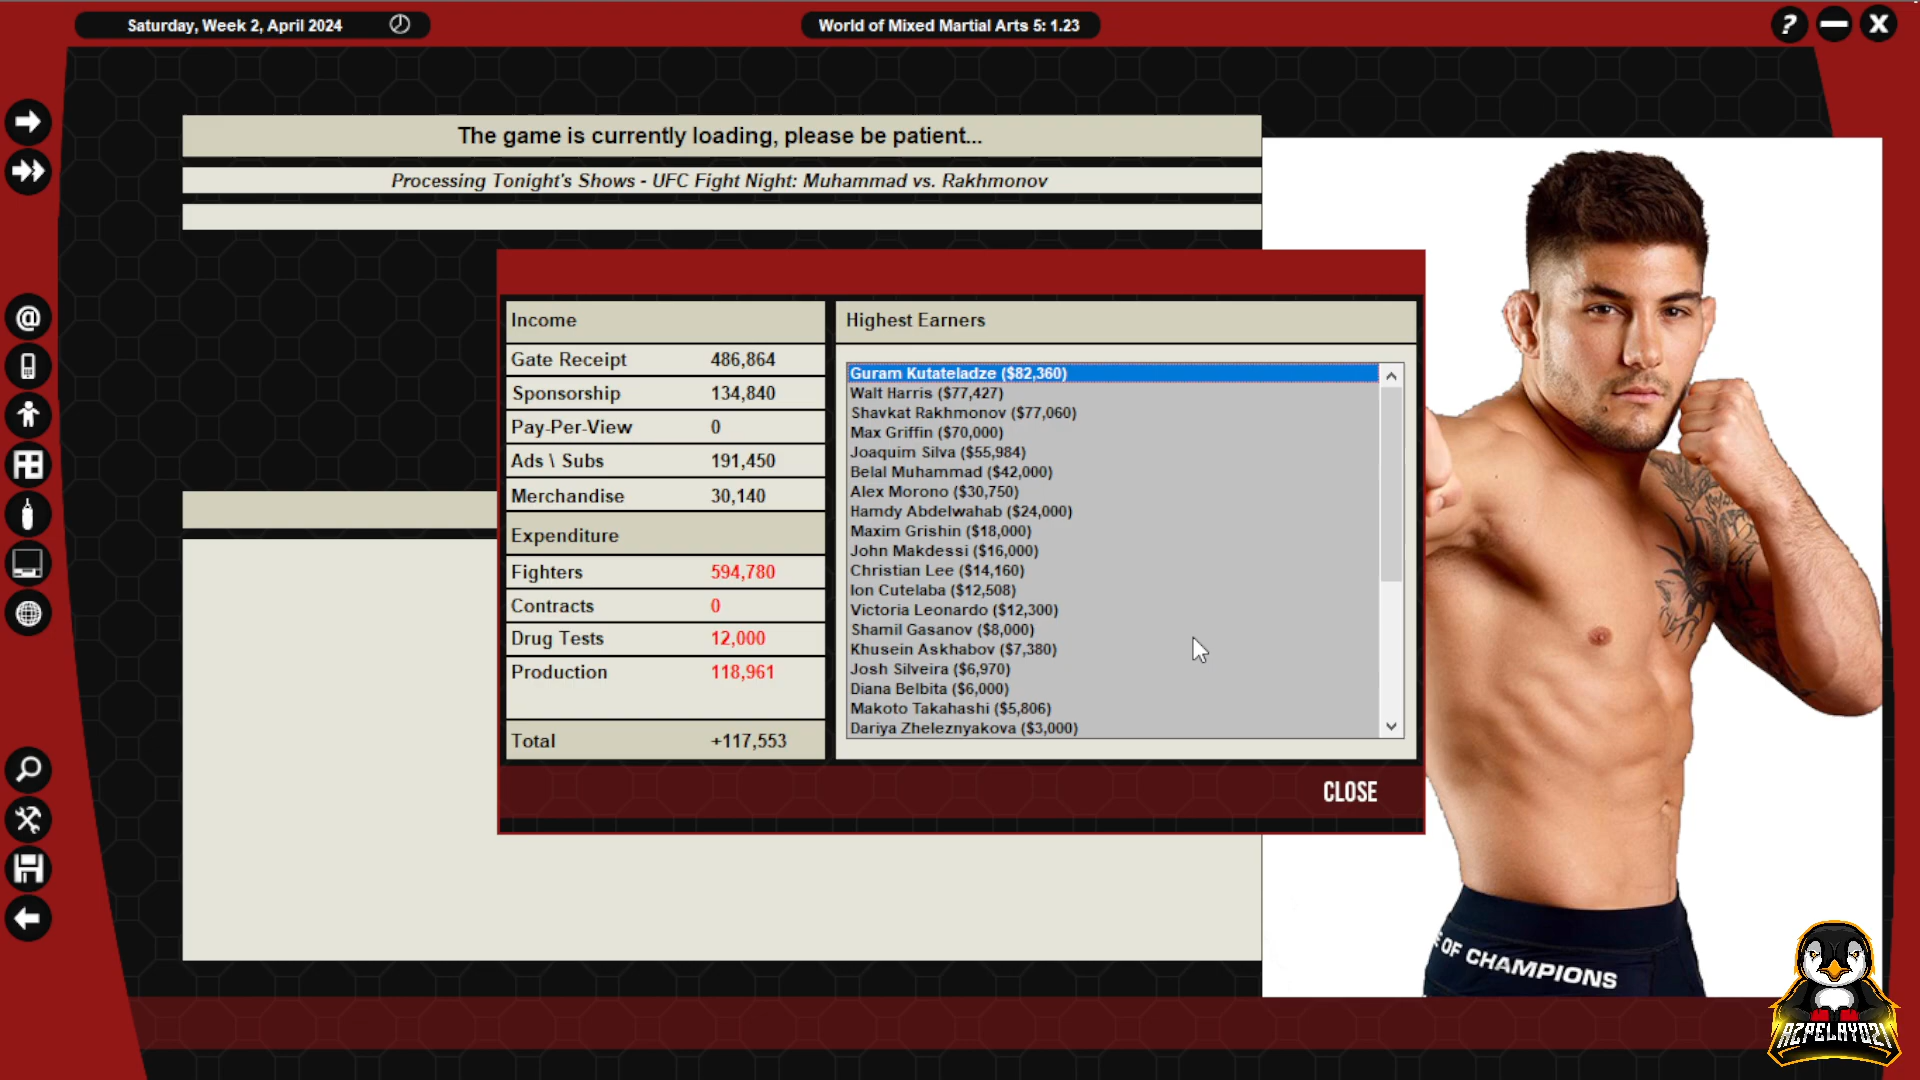 Saturday, Week 2, April 2024
World of Mixed Martial Arts 5: 1.23
?
X
The game is currently loading, please be patient...
Processing Tonight's Shows - UFC Fight Night: Muhammad vs. Rakhmonov
@
Income
Gate Receipt 486,864
Sponsorship 134,840
Pay-Per-View 0
Ads \ Subs 191,450
Merchandise 30,140
Expenditure
Fighters 594,780
Contracts 0
Drug Tests 12,000
Production 118,961
Total +117,553
Highest Earners
Guram Kutateladze ($82,360)
Walt Harris ($77,427)
Shavkat Rakhmonov ($77,060)
Max Griffin ($70,000)
Joaquim Silva ($55,984)
Belal Muhammad ($42,000)
Alex Morono ($30,750)
Hamdy Abdelwahab ($24,000)
Maxim Grishin ($18,000)
John Makdessi ($16,000)
Christian Lee ($14,160)
Ion Cutelaba ($12,508)
Victoria Leonardo ($12,300)
Shamil Gasanov ($8,000)
Khusein Askhabov ($7,380)
Josh Silveira ($6,970)
Diana Belbita ($6,000)
Makoto Takahashi ($5,806)
Dariya Zheleznyakova ($3,000)
CLOSE
OF CHAMPIONS
AZPELAYO21